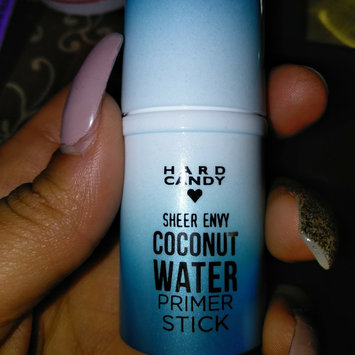 HARD
CANDY
SHEER ENVY
COCONUT
WATER
PRIMER
STICK